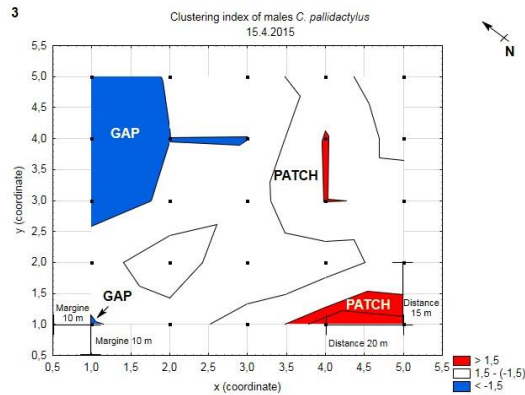 3
Clustering index of males C. pallidactylus
15.4.2015
N
5,5
5,0
4,5
4,0
3,5
3,0
2,5
2,0
1,5
1,0
0,5
y (coordinate)
GAP
PATCH
GAP
PATCH
Margine
10 m
Margine 10 m
Distance 20 m
Distance
15 m
0,5 1,0 1,5 2,0 2,5 3,0 3,5 4,0 4,5 5,0 5,5
x (coordinate)
> 1,5
1,5 - (-1,5)
< -1,5